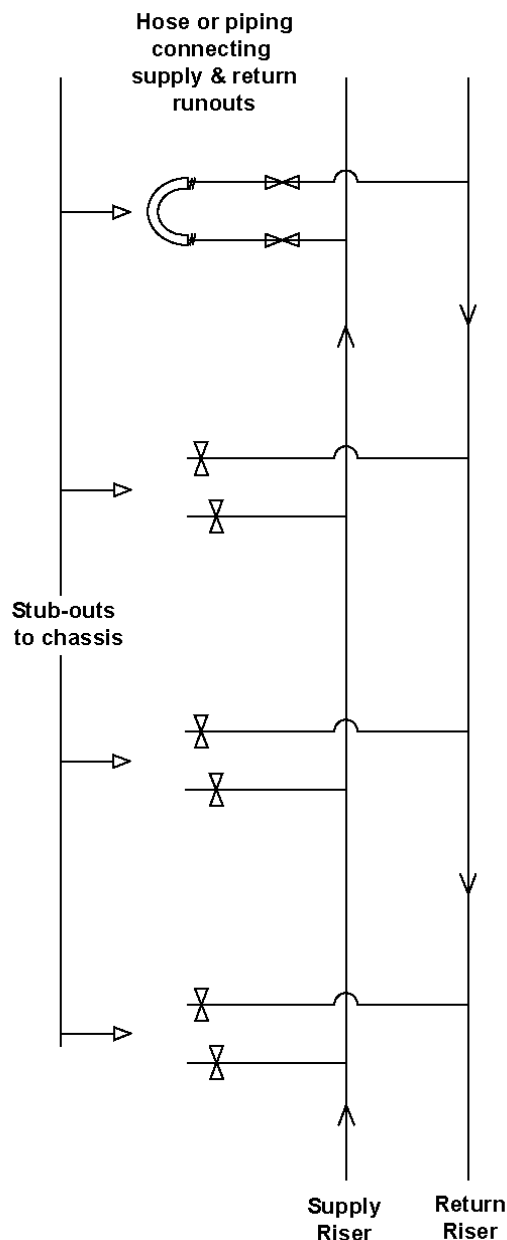 Hose or piping
connecting
supply & return
runouts
Stub-outs
to chassis
Supply
Riser
Return
Riser